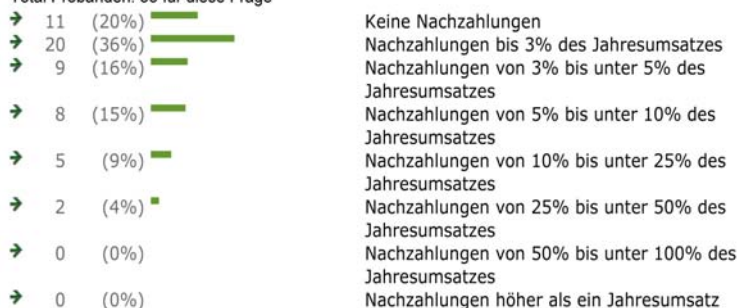 11 (20%) Keine Nachzahlungen
20 (36%) Nachzahlungen bis 3% des Jahresumsatzes
9 (16%) Nachzahlungen von 3% bis unter 5% des
Jahresumsatzes
8 (15%) Nachzahlungen von 5% bis unter 10% des
Jahresumsatzes
5 (9%) Nachzahlungen von 10% bis unter 25% des
Jahresumsatzes
2 (4%) Nachzahlungen von 25% bis unter 50% des
Jahresumsatzes
0 (0%) Nachzahlungen von 50% bis unter 100% des
Jahresumsatzes
0 (0%) Nachzahlungen höher als ein Jahresumsatz